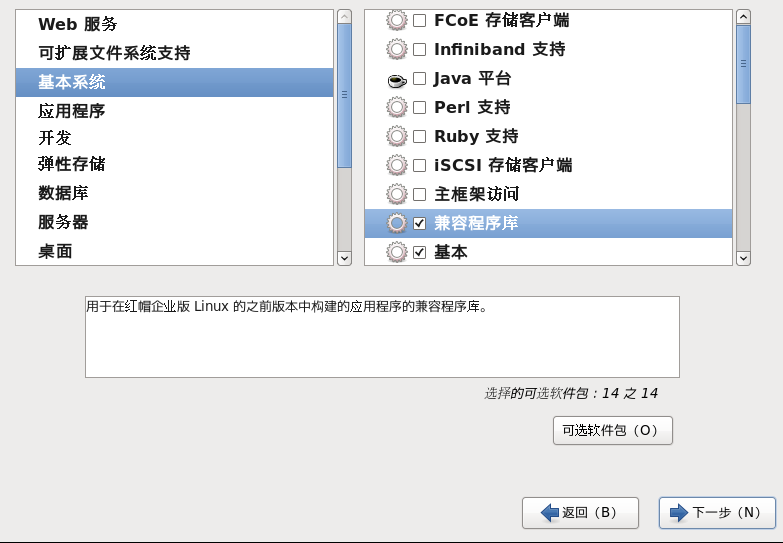 Web 服务
可扩展文件系统支持
基本系统
应用程序
开发
弹性存储
数据库
服务器
桌面
FCoE 存储客户端
Infiniband 支持
Java 平台
Perl 支持
Ruby 支持
iSCSI 存储客户端
主框架访问
兼容程序库
基本
用于在红帽企业版 Linux 的之前版本中构建的应用程序的兼容程序库。
选择的可选软件包：14 之 14
可选软件包（O）
返回（B）
下一步（N）